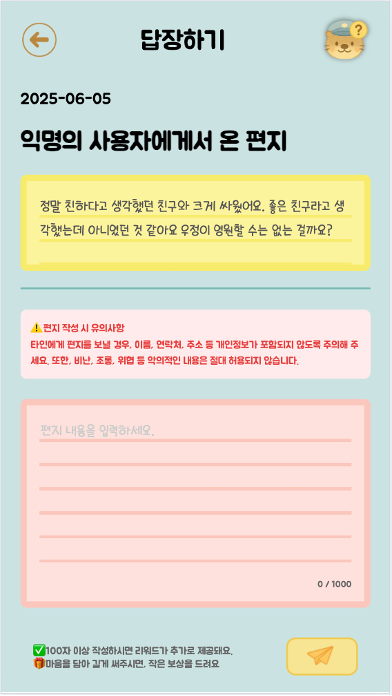 답장하기
?
2025-06-05
익명의 사용자에게서 온 편지
정말 친하다고 생각했던 친구와 크게 싸웠어요. 좋은 친구라고 생
각했는데 아니었던 것 같아요 우정이 영원할 수는 없는 걸까요?
⚠️편지 작성 시 유의사항
타인에게 편지를 보낼 경우, 이름, 연락처, 주소 등 개인정보가 포함되지 않도록 주의해 주
세요. 또한, 비난, 조롱, 위협 등 악의적인 내용은 절대 허용되지 않습니다.
편지 내용을 입력하세요.
0 / 1000
✅100자 이상 작성하시면 리워드가 추가로 제공돼요.
🎁마음을 담아 길게 써주시면, 작은 보상을 드려요